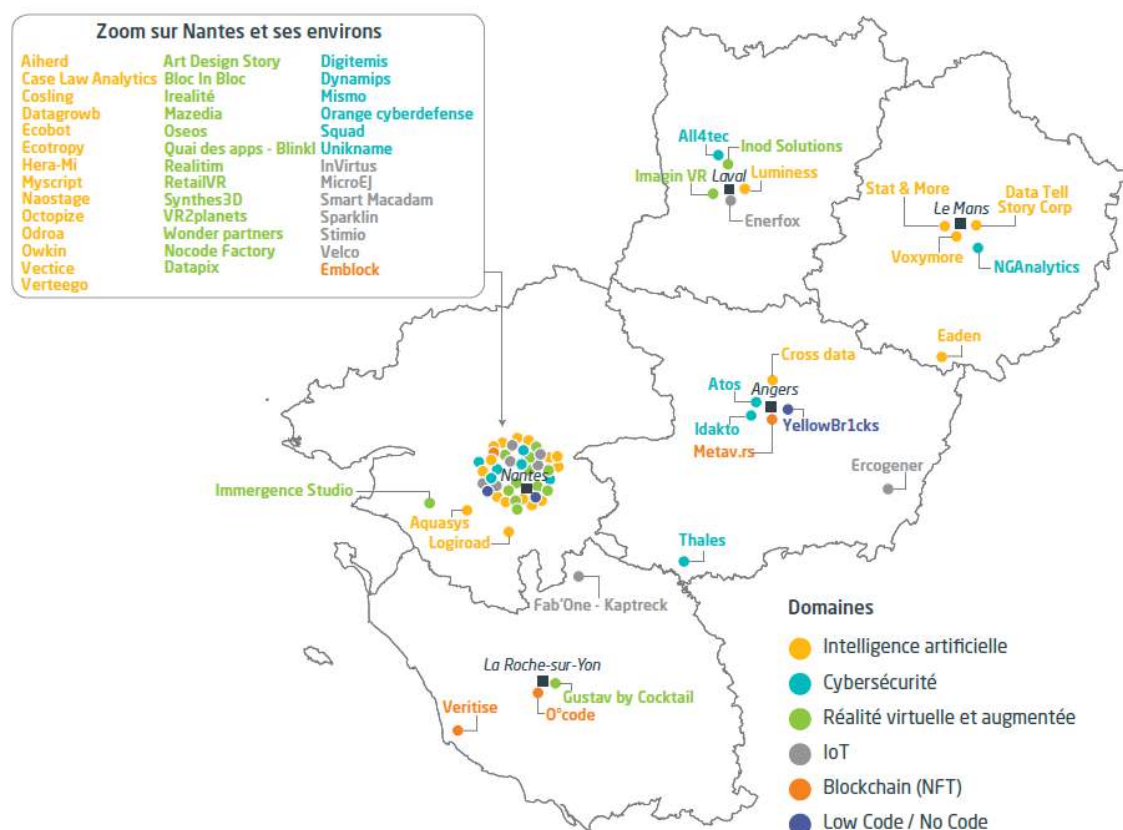 Zoom sur Nantes et ses environs
Aiherd
Case Law Analytics
Cosling
Datagrowb
Ecobot
Ecotropy
Hera-Mi
Myscript
Naostage
Octopize
Odroa
Owkin
Vectice
Verteego
Art Design Story
Bloc In Bloc
Irealité
Mazedia
Oseos
Quai des apps - Blinkl
Realitim
RetailVR
Synthes3D
VR2planets
Wonder partners
Nocode Factory
Datapix
Digitemis
Dynamips
Mismo
Orange cyberdefense
Squad
Unikname
InVirtus
MicroEJ
Smart Macadam
Sparklin
Stimio
Velco
Emblock
All4tec
Inod Solutions
Imagin VR
Laval
Luminess
Enerfox
Stat & More
Le Mans
Data Tell
Story Corp
Voxymore
NGAnalytics
Eaden
Cross data
Atos
Angers
Idakto
YellowBr1cks
Metav.rs
Ercogener
Nantes
Immergence Studio
Aquasys
Logiroad
Thales
Fab'One - Kaptreck
La Roche-sur-Yon
Gustav by Cocktail
O°code
Veritise
Domaines
Intelligence artificielle
Cybersécurité
Réalité virtuelle et augmentée
IoT
Blockchain (NFT)
Low Code / No Code